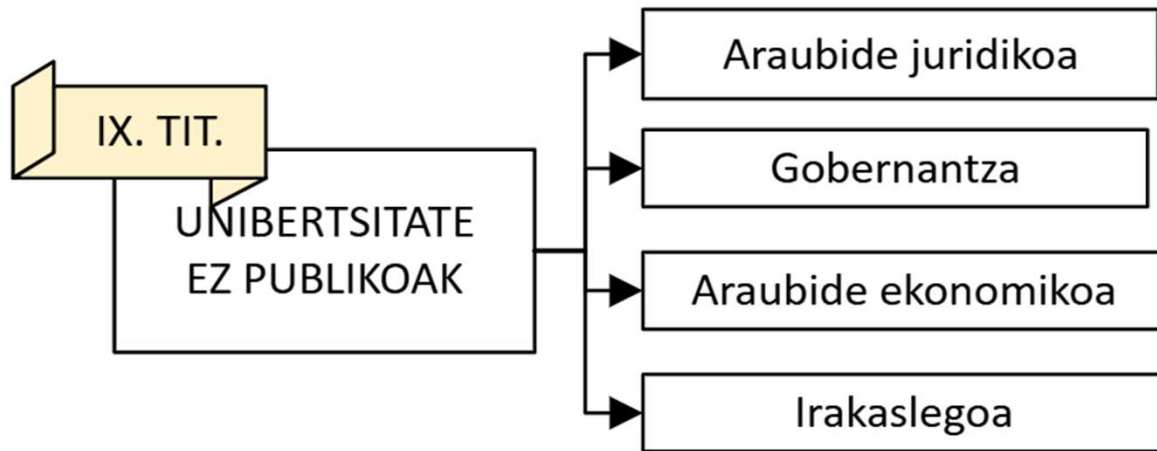 IX. TIT.
UNIBERTSITATE
EZ PUBLIKOAK
Araubide juridikoa
Gobernantza
Araubide ekonomikoa
Irakaslegoa